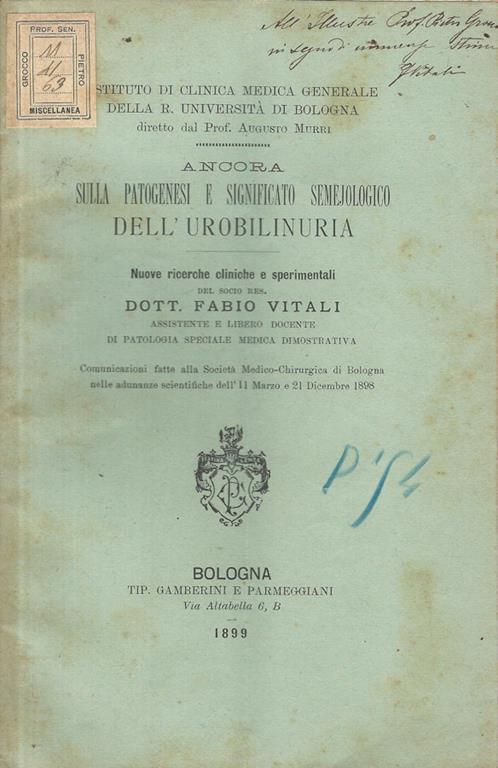 PROF. SEN.
GROCCO
PIETRO
11
63
MISCELLANEA
All' Illustre Prof. Pietro Grocco
in segno di
FVitali
ISTITUTO DI CLINICA MEDICA GENERALE
DELLA R. UNIVERSITÀ DI BOLOGNA
diretto dal Prof. AUGUSTO MURRI
ANCORA
SULLA PATOGENESI E SIGNIFICATO SEMEJOLOGICO
DELL'UROBILINURIA
Nuove ricerche cliniche e sperimentali
DEL SOCIO RES.
DOTT. FABIO VITALI
ASSISTENTE E LIBERO DOCENTE
DI PATOLOGIA SPECIALE MEDICA DIMOSTRATIVA
Comunicazioni fatte alla Società Medico-Chirurgica di Bologna
nelle adunanze scientifiche dell'11 Marzo e 21 Dicembre 1898
BOLOGNA
TIP. GAMBERINI E PARMEGGIANI
Via Altabella 6, B
1899